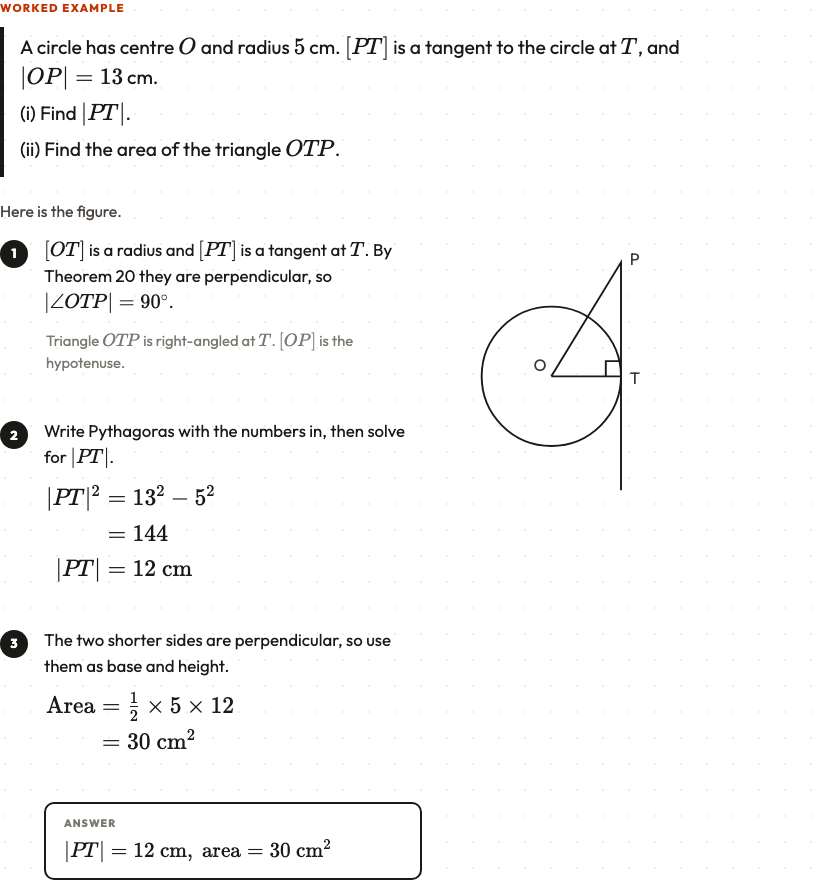 WORKED EXAMPLE
A circle has centre O and radius 5 cm. [PT] is a tangent to the circle at T, and
|OP| = 13 cm.
(i) Find |PT|.
(ii) Find the area of the triangle OTP.
Here is the figure.
1 [OT] is a radius and [PT] is a tangent at T. By
Theorem 20 they are perpendicular, so
|∠OTP| = 90°.
Triangle OTP is right-angled at T. [OP] is the
hypotenuse.
2 Write Pythagoras with the numbers in, then solve
for |PT|.
|PT|² = 13² − 5²
= 144
|PT| = 12 cm
3 The two shorter sides are perpendicular, so use
them as base and height.
Area = 1/2 × 5 × 12
= 30 cm²
ANSWER
|PT| = 12 cm, area = 30 cm²
P
O
T